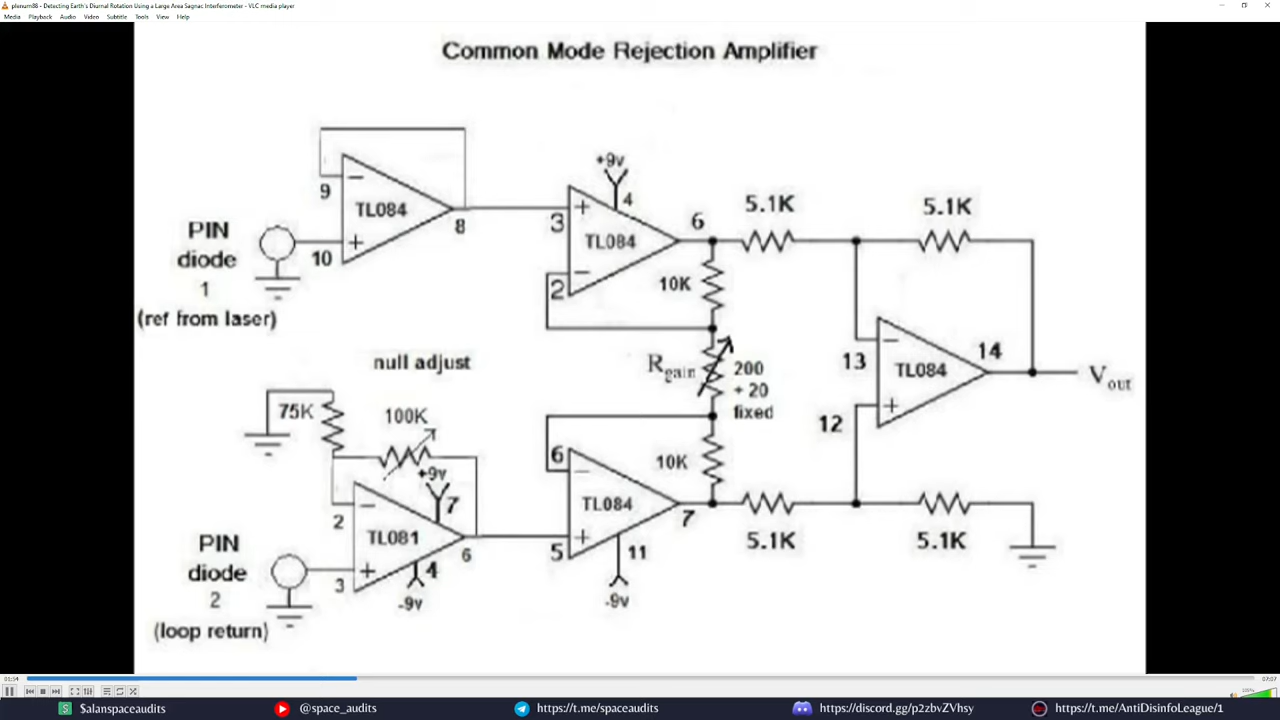 plenum86 - Detecting Earth's Diurnal Rotation Using a Large Area Sagnac Interferometer - VLC media player
Media Playback Audio Video Subtitle Tools View Help
Common Mode Rejection Amplifier
+9v
9
−
TL084
8
3
+
4
TL084
6
5.1K
5.1K
PIN
diode
1
(ref from laser)
10
+
−
2
10K
null adjust
Rgain
200
+ 20
fixed
13
−
TL084
14
Vout
12
+
75K
100K
+9v
7
2
−
TL081
6
3
+
4
-9v
6
−
TL084
10K
7
5
+
11
-9v
5.1K
5.1K
PIN
diode
2
(loop return)
01:54
07:07
$alanspaceaudits
@space_audits
https://t.me/spaceaudits
https://discord.gg/p2zbvZVhsy
https://t.me/AntiDisinfoLeague/1